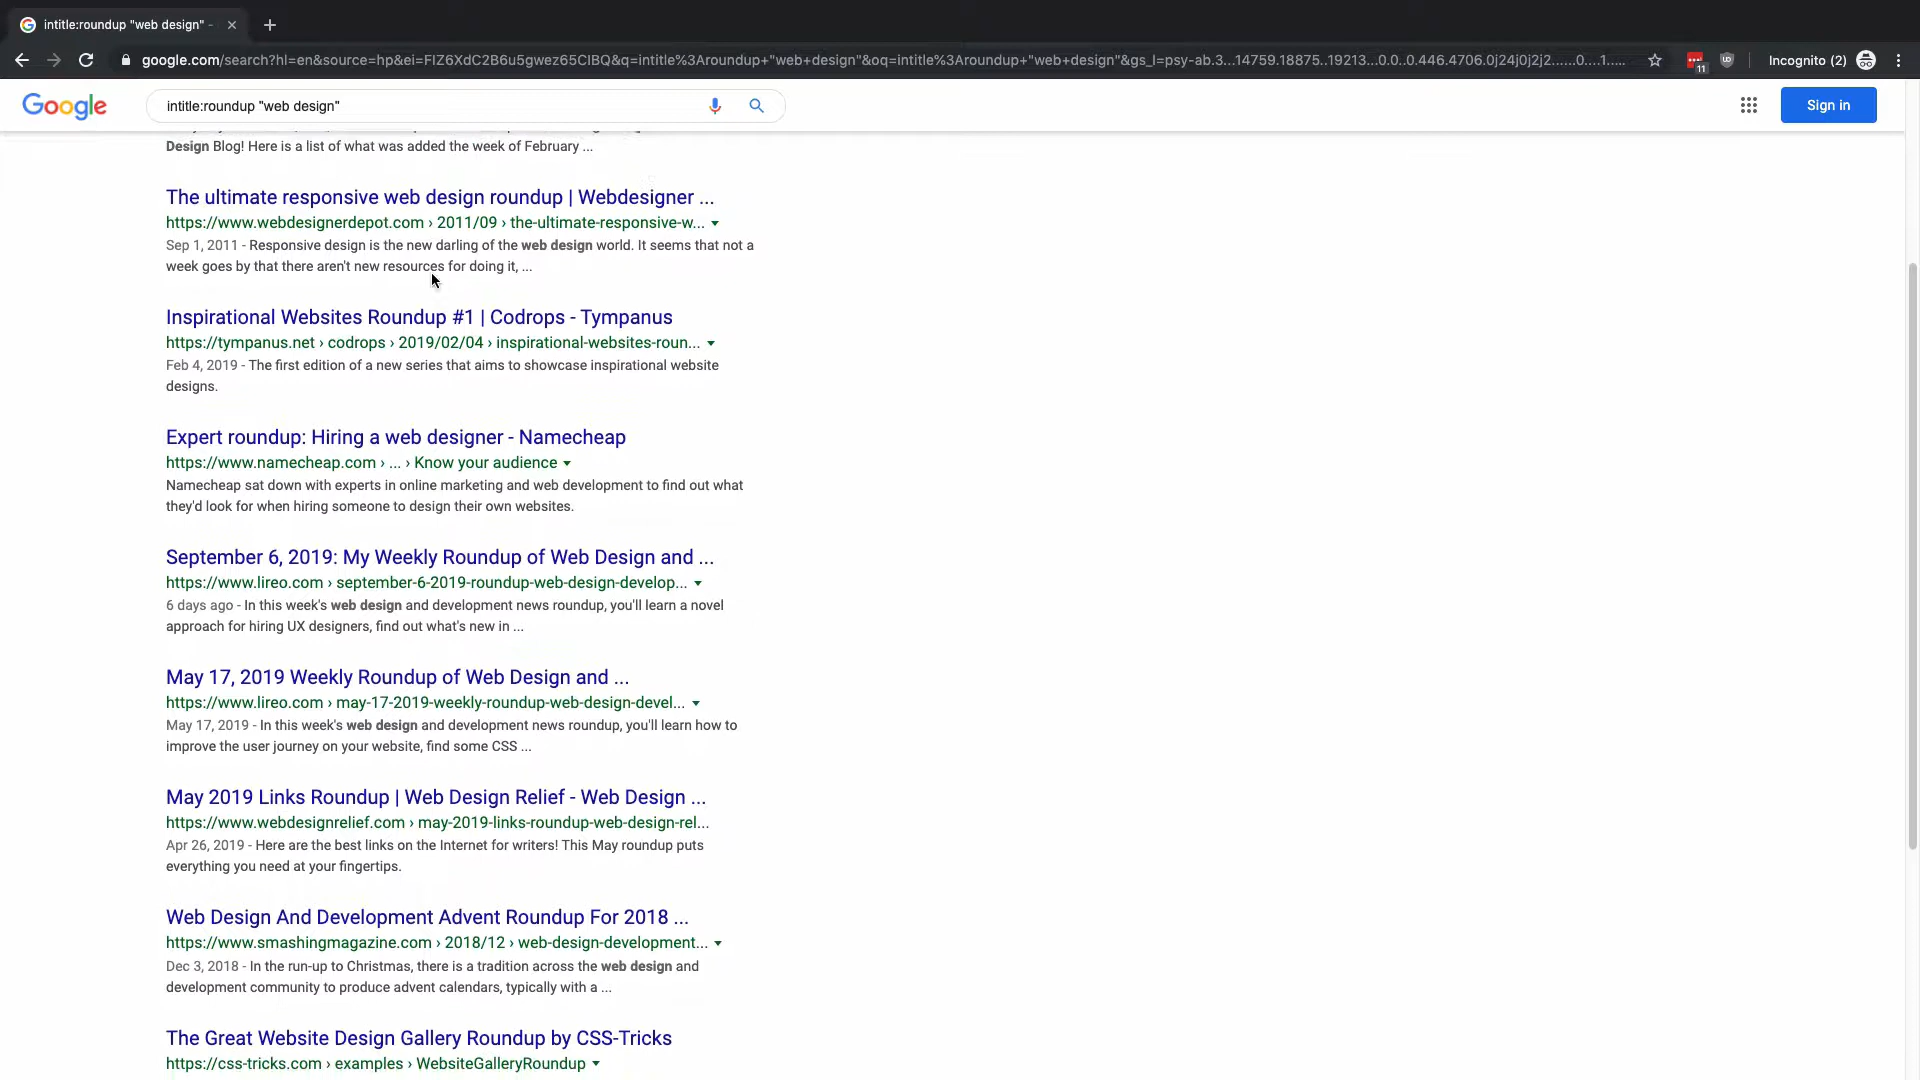 intitle:roundup "web design" -
google.com/search?hl=en&source=hp&ei=FIZ6XdC2B6u5gwez65CIBQ&q=intitle%3Aroundup+"web+design"&oq=intitle%3Aroundup+"web+design"&gs_l=psy-ab.3...14759.18875..19213...0.0..0.446.4706.0j24j0j2j2......0....1.....
11
Incognito (2)
Google
intitle:roundup "web design"
Sign in
Design Blog! Here is a list of what was added the week of February ...
The ultimate responsive web design roundup | Webdesigner ...
https://www.webdesignerdepot.com › 2011/09 › the-ultimate-responsive-w...
Sep 1, 2011 - Responsive design is the new darling of the web design world. It seems that not a
week goes by that there aren't new resources for doing it, ...
Inspirational Websites Roundup #1 | Codrops - Tympanus
https://tympanus.net › codrops › 2019/02/04 › inspirational-websites-roun...
Feb 4, 2019 - The first edition of a new series that aims to showcase inspirational website
designs.
Expert roundup: Hiring a web designer - Namecheap
https://www.namecheap.com › ... › Know your audience
Namecheap sat down with experts in online marketing and web development to find out what
they'd look for when hiring someone to design their own websites.
September 6, 2019: My Weekly Roundup of Web Design and ...
https://www.lireo.com › september-6-2019-roundup-web-design-develop...
6 days ago - In this week's web design and development news roundup, you'll learn a novel
approach for hiring UX designers, find out what's new in ...
May 17, 2019 Weekly Roundup of Web Design and ...
https://www.lireo.com › may-17-2019-weekly-roundup-web-design-devel...
May 17, 2019 - In this week's web design and development news roundup, you'll learn how to
improve the user journey on your website, find some CSS ...
May 2019 Links Roundup | Web Design Relief - Web Design ...
https://www.webdesignrelief.com › may-2019-links-roundup-web-design-rel...
Apr 26, 2019 - Here are the best links on the Internet for writers! This May roundup puts
everything you need at your fingertips.
Web Design And Development Advent Roundup For 2018 ...
https://www.smashingmagazine.com › 2018/12 › web-design-development...
Dec 3, 2018 - In the run-up to Christmas, there is a tradition across the web design and
development community to produce advent calendars, typically with a ...
The Great Website Design Gallery Roundup by CSS-Tricks
https://css-tricks.com › examples › WebsiteGalleryRoundup